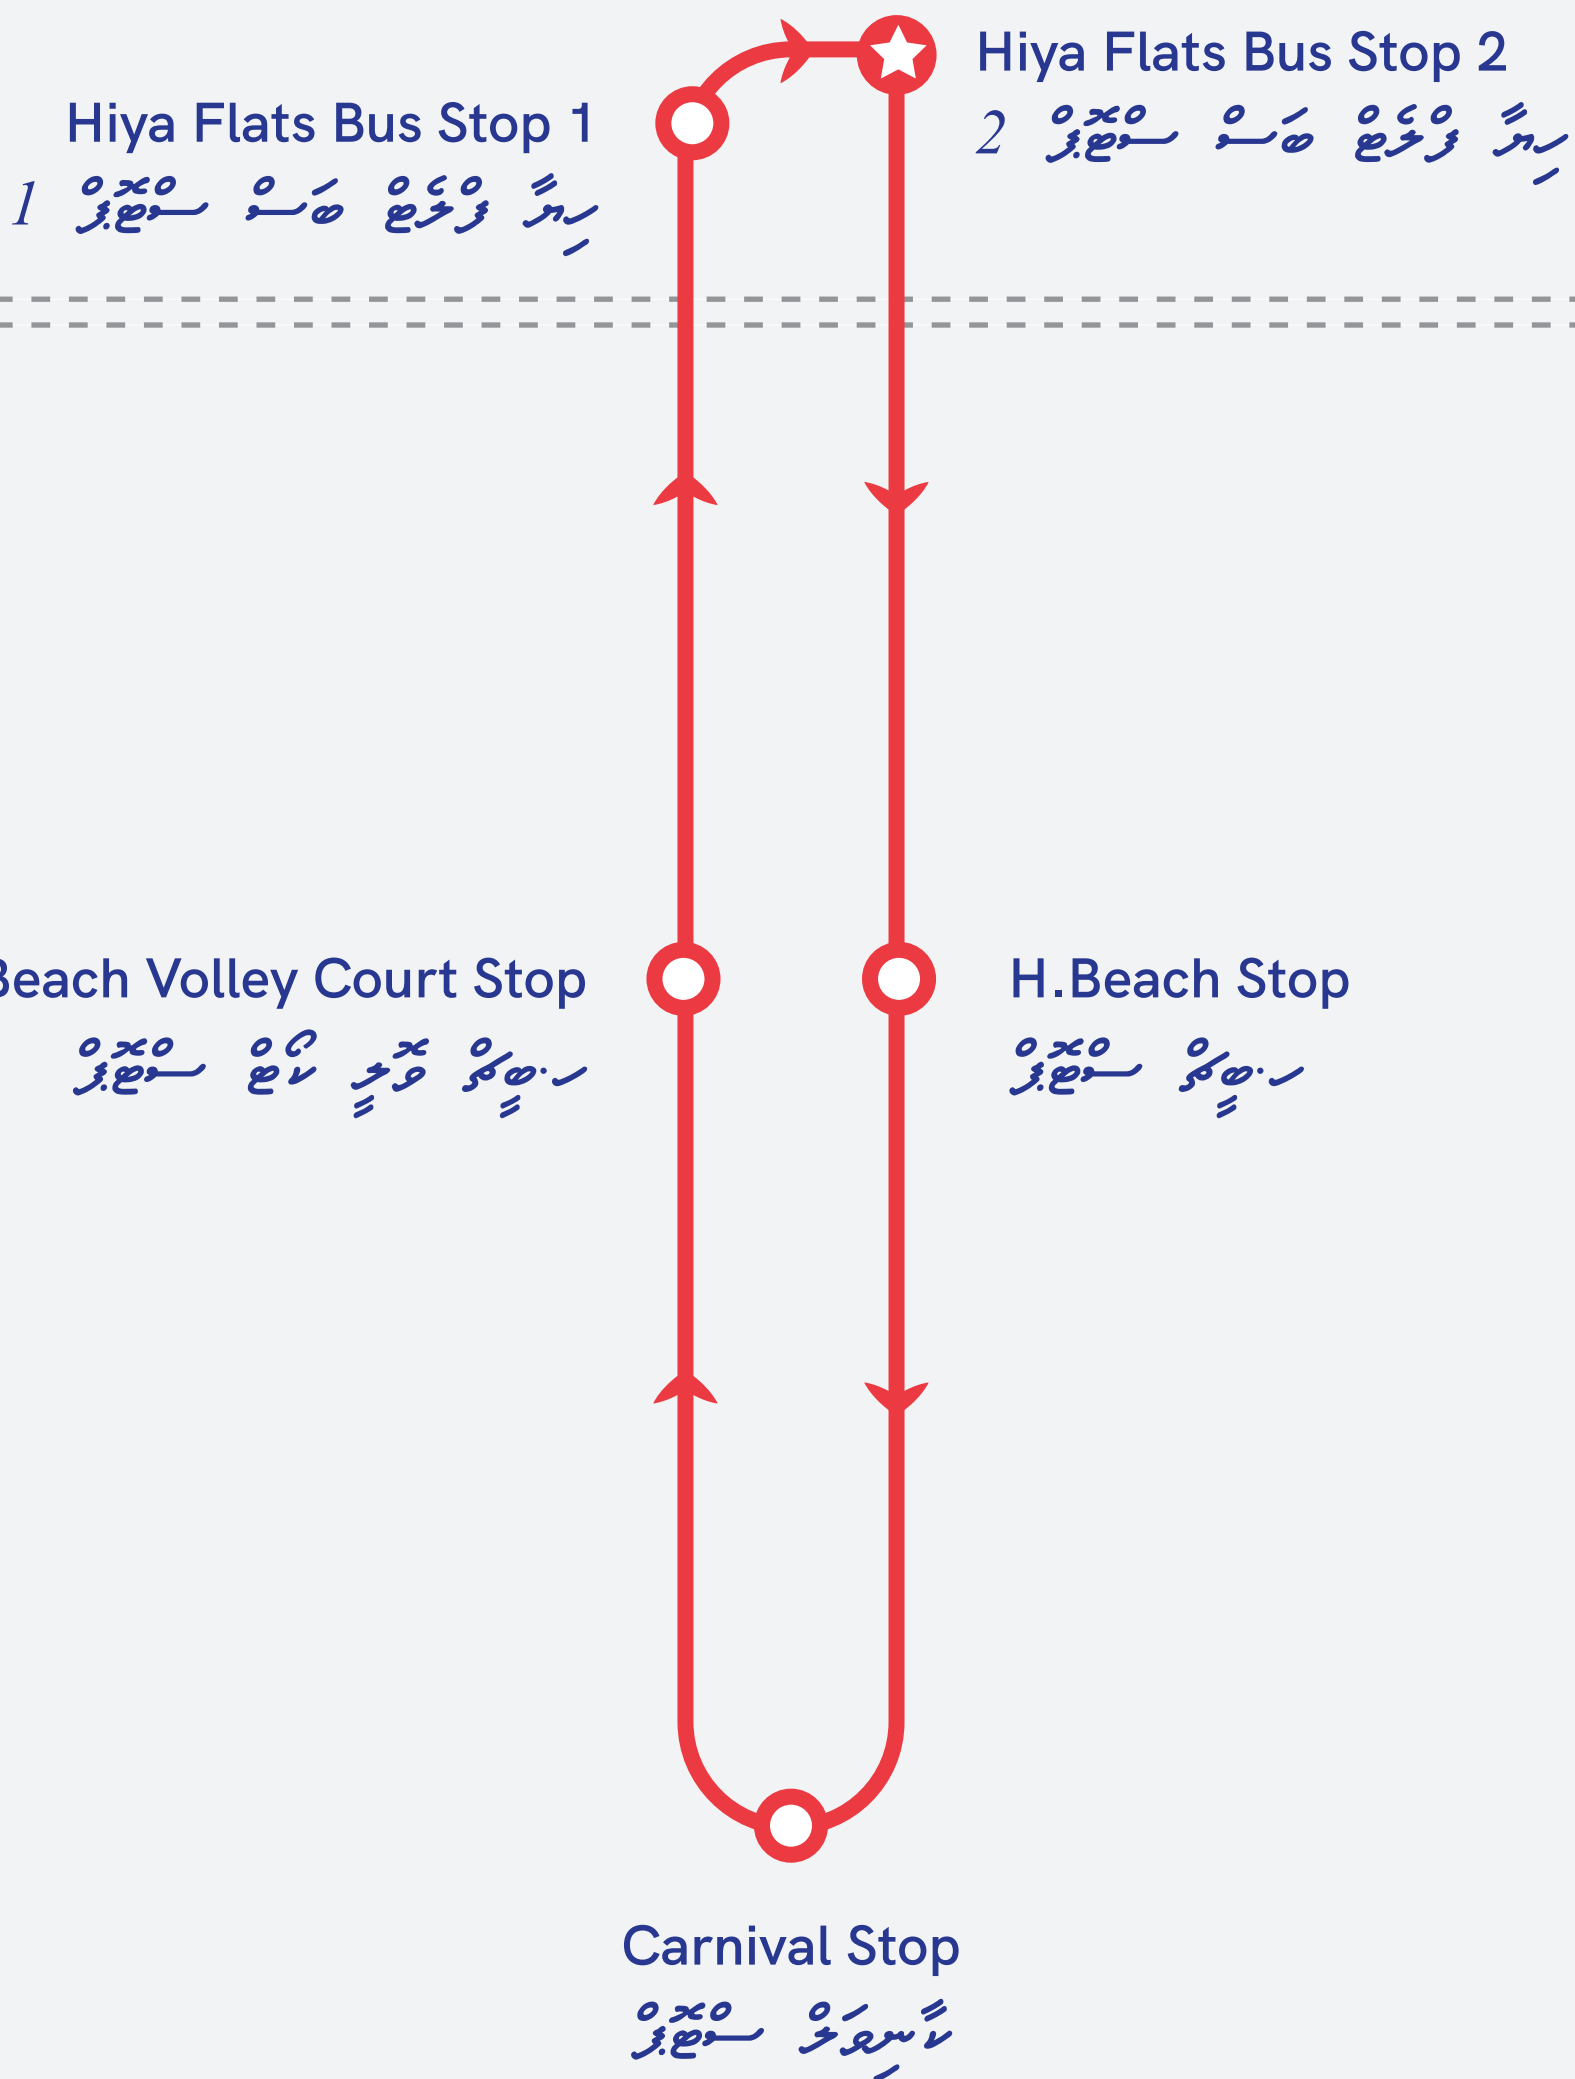 Hiya Flats Bus Stop 2
ހިޔާ ފްލެޓް ބަސް ސްޓޮޕް 2
Hiya Flats Bus Stop 1
ހިޔާ ފްލެޓް ބަސް ސްޓޮޕް 1
Beach Volley Court Stop
ހ.ބީޗް ވޮލީ ކޯޓް ސްޓޮޕް
H.Beach Stop
ހ.ބީޗް ސްޓޮޕް
Carnival Stop
ކާނިވަލް ސްޓޮޕް